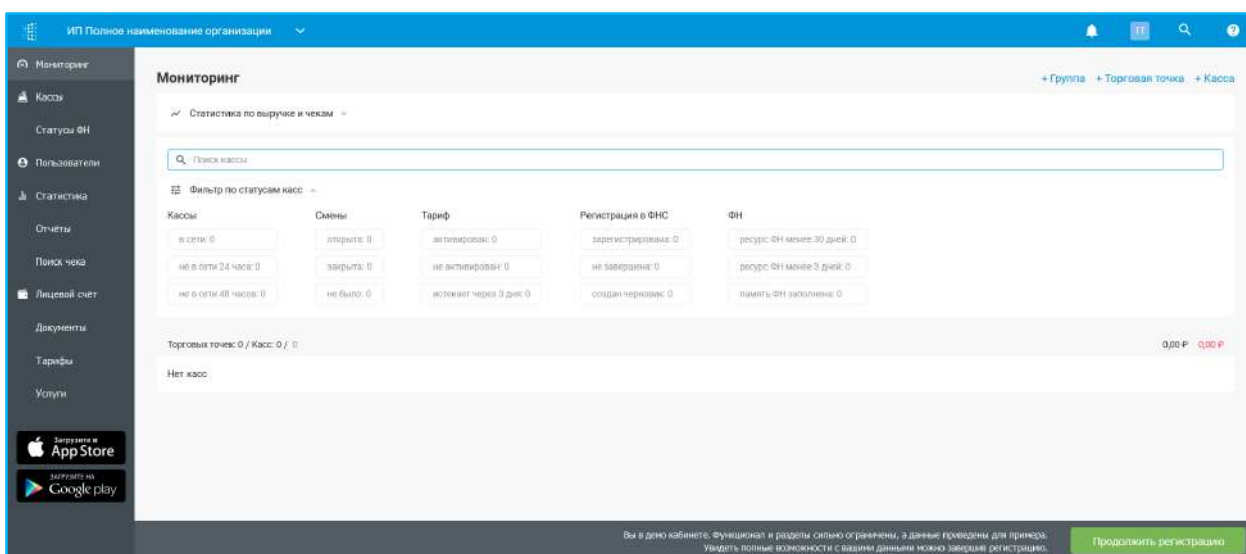 ИП Полное наименование организации
ТТ
Мониторинг
Кассы
Статусы ФН
Пользователи
Статистика
Отчёты
Поиск чека
Лицевой счёт
Документы
Тарифы
Услуги
Загрузите в
App Store
ЗАГРУЗИТЕ НА
Google play
Мониторинг
+ Группа + Торговая точка + Касса
Статистика по выручке и чекам
Поиск кассы
Фильтр по статусам касс
Кассы Смены Тариф Регистрация в ФНС ФН
в сети: 0 открыта: 0 активирован: 0 зарегистрирована: 0 ресурс ФН менее 30 дней: 0
не в сети 24 часа: 0 закрыта: 0 не активирован: 0 не завершена: 0 ресурс ФН менее 3 дней: 0
не в сети 48 часов: 0 не было: 0 истекает через 3 дня: 0 создан черновик: 0 память ФН заполнена: 0
Торговых точек: 0 / Касс: 0 / 0 0,00 ₽ 0,00 ₽
Нет касс
Вы в демо кабинете. Функционал и разделы сильно ограничены, а данные приведены для примера.
Увидеть полные возможности с вашими данными можно завершив регистрацию.
Продолжить регистрацию